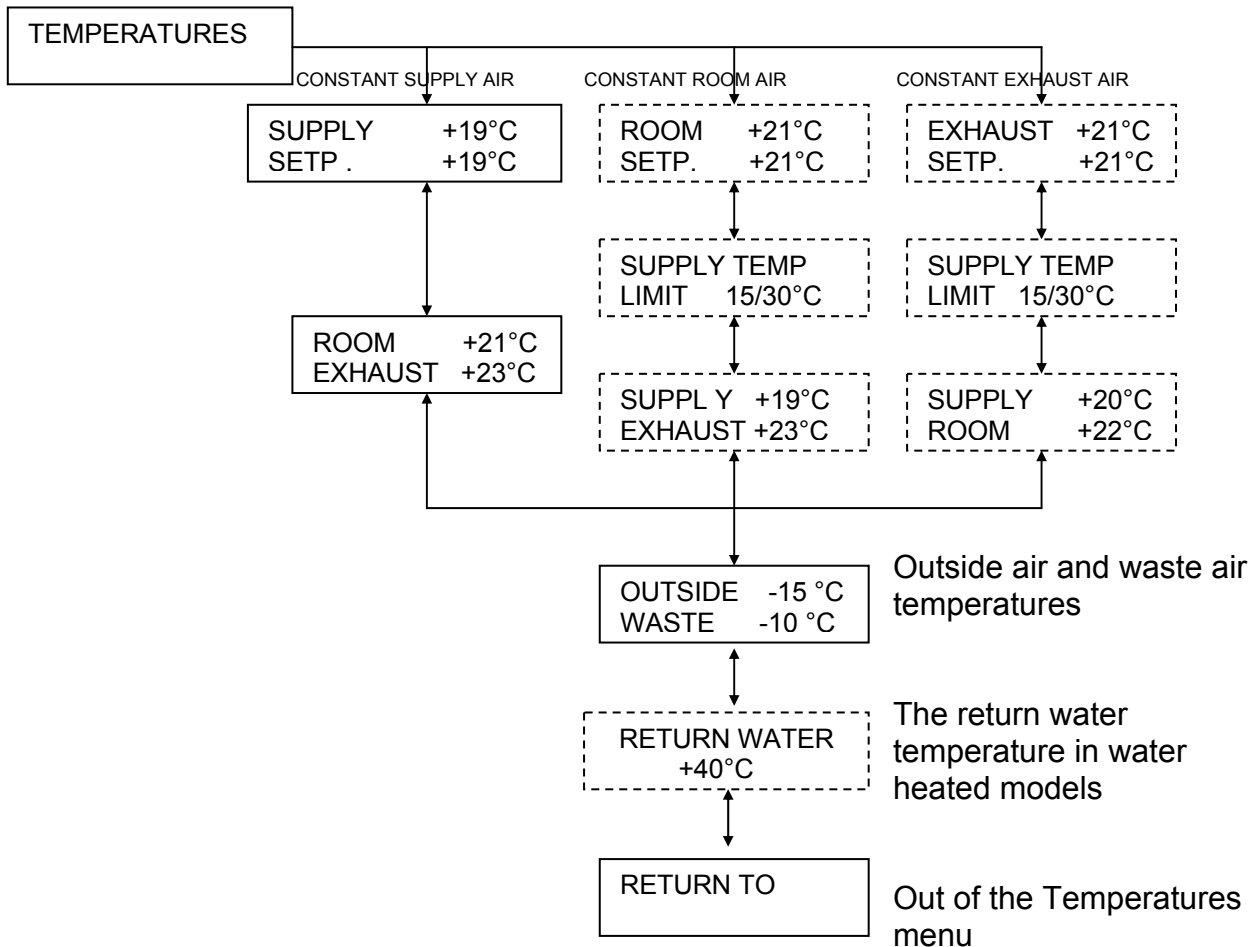 TEMPERATURES
CONSTANT SUPPLY AIR
SUPPLY +19°C
SETP . +19°C
ROOM +21°C
EXHAUST +23°C
CONSTANT ROOM AIR
ROOM +21°C
SETP. +21°C
SUPPLY TEMP
LIMIT 15/30°C
SUPPL Y +19°C
EXHAUST +23°C
CONSTANT EXHAUST AIR
EXHAUST +21°C
SETP. +21°C
SUPPLY TEMP
LIMIT 15/30°C
SUPPLY +20°C
ROOM +22°C
OUTSIDE -15 °C
WASTE -10 °C
Outside air and waste air
temperatures
RETURN WATER
+40°C
The return water
temperature in water
heated models
RETURN TO
Out of the Temperatures
menu